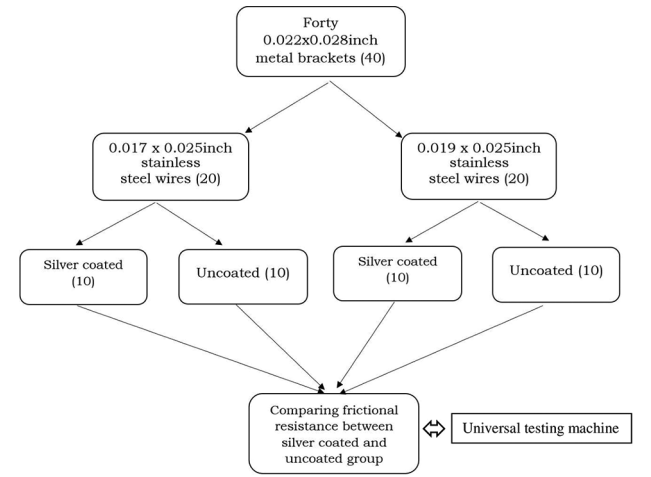 Forty
0.022x0.028inch
metal brackets (40)
0.017 x 0.025inch
stainless
steel wires (20)
0.019 x 0.025inch
stainless
steel wires (20)
Silver coated
(10)
Uncoated (10)
Silver coated
(10)
Uncoated (10)
Comparing frictional
resistance between
silver coated and
uncoated group
Universal testing machine